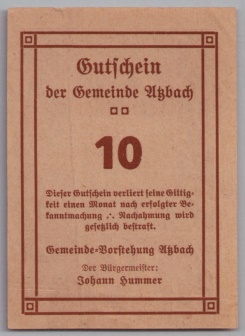 Gutschein
der Gemeinde Atzbach
10
Dieser Gutschein verliert seine Giltig-
keit einen Monat nach erfolgter Be-
kanntmachung ∴ Nachahmung wird
gesetzlich bestraft.
Gemeinde-Vorstehung Atzbach
Der Bürgermeister:
Johann Hummer